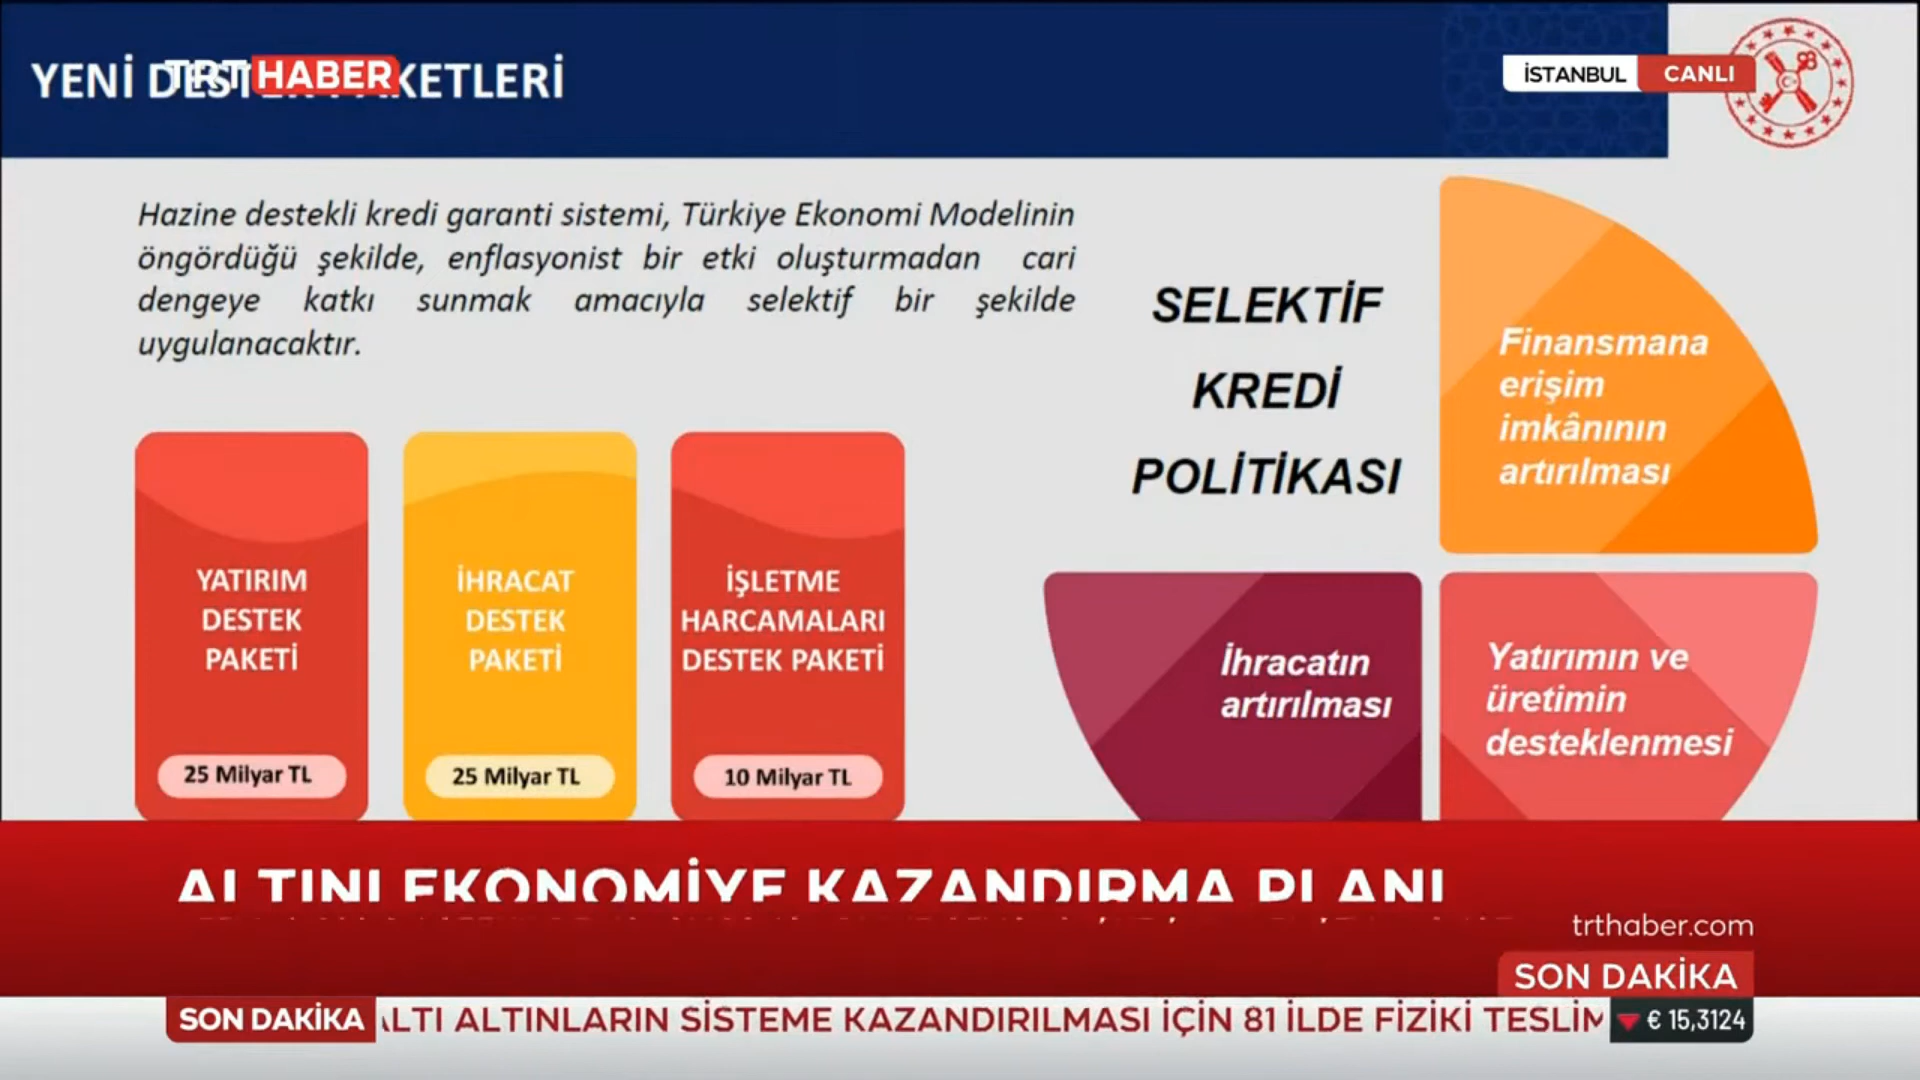 YENİ DESTEK PAKETLERİ
TRT HABER
İSTANBUL CANLI
Hazine destekli kredi garanti sistemi, Türkiye Ekonomi Modelinin
öngördüğü şekilde, enflasyonist bir etki oluşturmadan cari
dengeye katkı sunmak amacıyla selektif bir şekilde
uygulanacaktır.
YATIRIM
DESTEK
PAKETİ
25 Milyar TL
İHRACAT
DESTEK
PAKETİ
25 Milyar TL
İŞLETME
HARCAMALARI
DESTEK PAKETİ
10 Milyar TL
SELEKTİF
KREDİ
POLİTİKASI
Finansmana
erişim
imkânının
artırılması
İhracatın
artırılması
Yatırımın ve
üretimin
desteklenmesi
ALTINI EKONOMİYE KAZANDIRMA PLANI
trthaber.com
SON DAKİKA
SON DAKİKA ALTI ALTINLARIN SİSTEME KAZANDIRILMASI İÇİN 81 İLDE FİZİKİ TESLİM
€ 15,3124